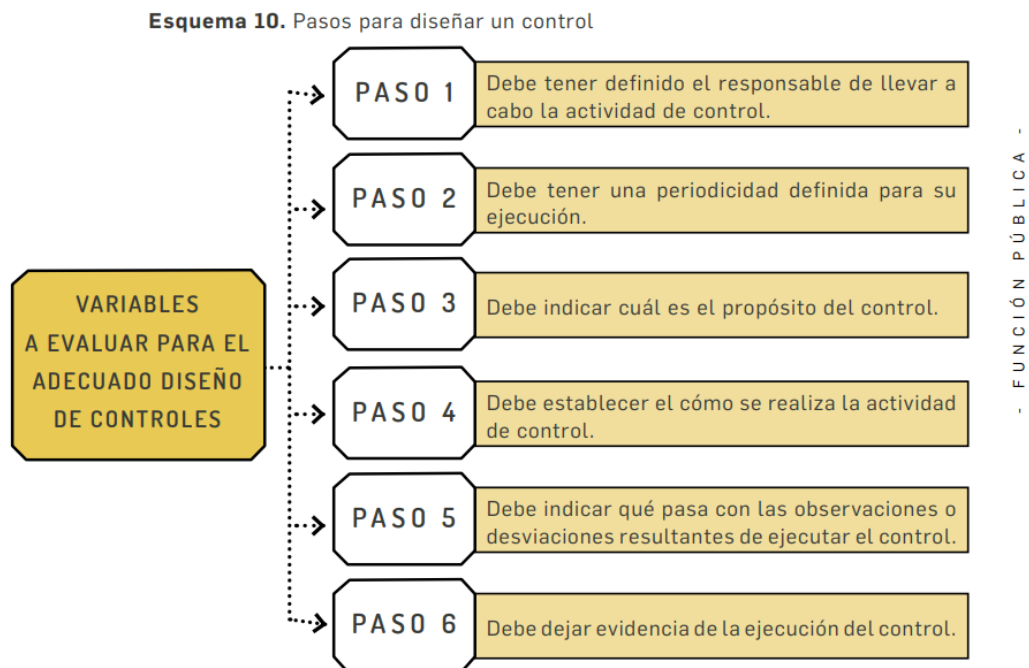 Esquema 10. Pasos para diseñar un control
VARIABLES
A EVALUAR PARA EL
ADECUADO DISEÑO
DE CONTROLES
PASO 1
Debe tener definido el responsable de llevar a
cabo la actividad de control.
PASO 2
Debe tener una periodicidad definida para su
ejecución.
PASO 3
Debe indicar cuál es el propósito del control.
PASO 4
Debe establecer el cómo se realiza la actividad
de control.
PASO 5
Debe indicar qué pasa con las observaciones o
desviaciones resultantes de ejecutar el control.
PASO 6
Debe dejar evidencia de la ejecución del control.
- FUNCIÓN PÚBLICA -